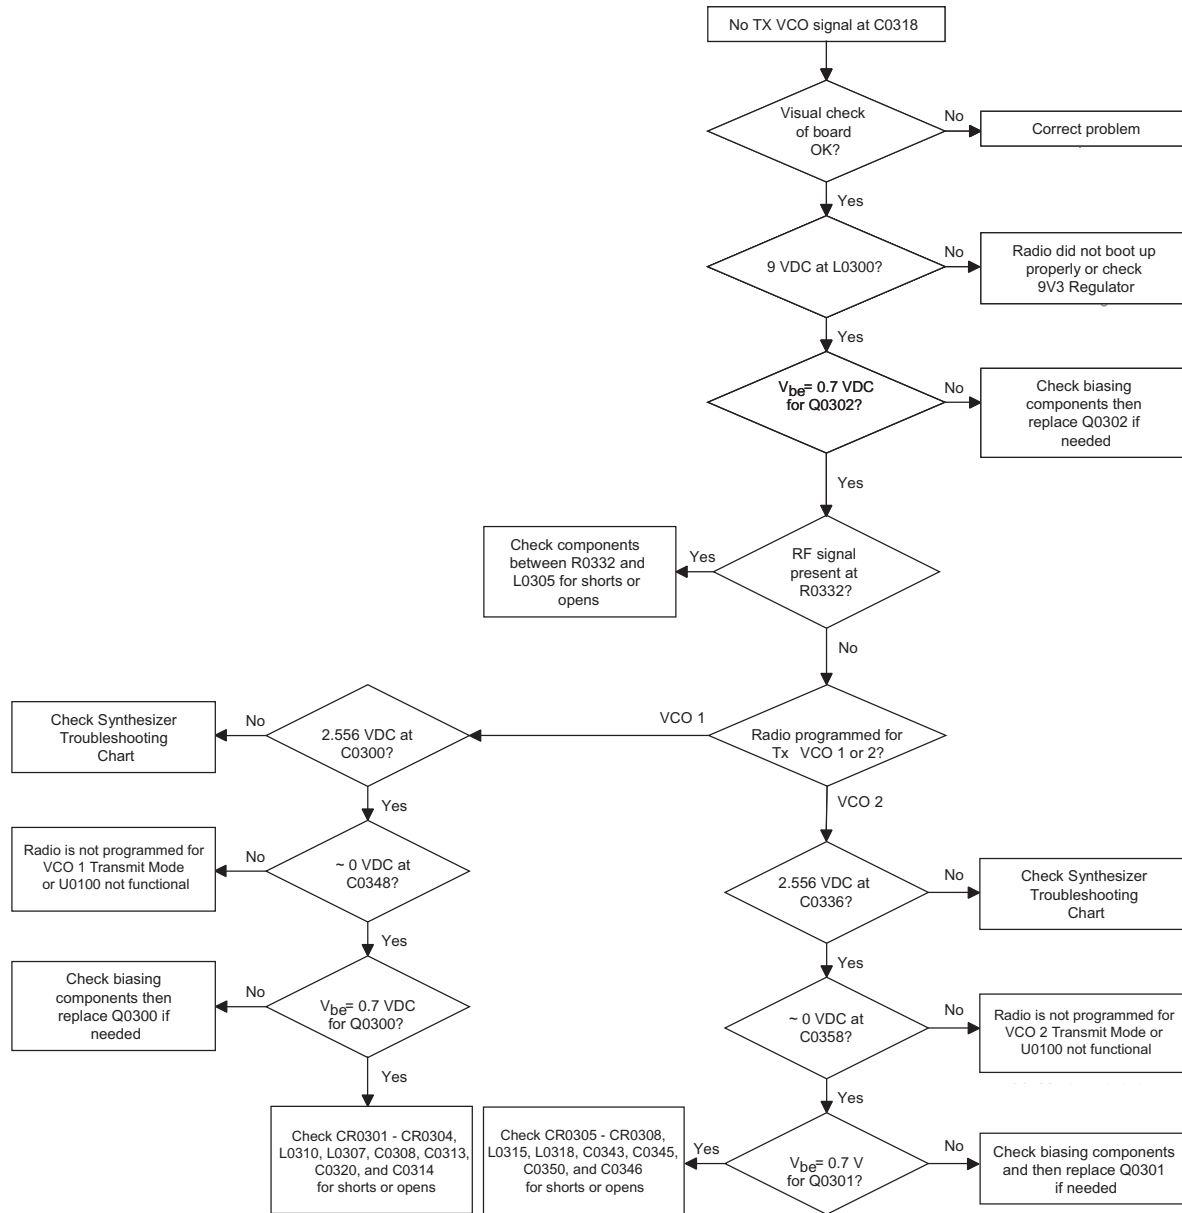 No TX VCO signal at C0318
Visual check
of board
OK?
No
Correct problem
Yes
9 VDC at L0300?
No
Radio did not boot up
properly or check
9V3 Regulator
Yes
Vbe= 0.7 VDC
for Q0302?
No
Check biasing
components then
replace Q0302 if
needed
Yes
RF signal
present at
R0332?
Yes
Check components
between R0332 and
L0305 for shorts or
opens
No
Radio programmed for
Tx VCO 1 or 2?
VCO 1
2.556 VDC at
C0300?
No
Check Synthesizer
Troubleshooting
Chart
Yes
~ 0 VDC at
C0348?
No
Radio is not programmed for
VCO 1 Transmit Mode
or U0100 not functional
Yes
Vbe= 0.7 VDC
for Q0300?
No
Check biasing
components then
replace Q0300 if
needed
Yes
Check CR0301 - CR0304,
L0310, L0307, C0308, C0313,
C0320, and C0314
for shorts or opens
VCO 2
2.556 VDC at
C0336?
No
Check Synthesizer
Troubleshooting
Chart
Yes
~ 0 VDC at
C0358?
No
Radio is not programmed for
VCO 2 Transmit Mode or
U0100 not functional
Yes
Vbe= 0.7 V
for Q0301?
No
Check biasing components
and then replace Q0301
if needed
Yes
Check CR0305 - CR0308,
L0315, L0318, C0343, C0345,
C0350, and C0346
for shorts or opens